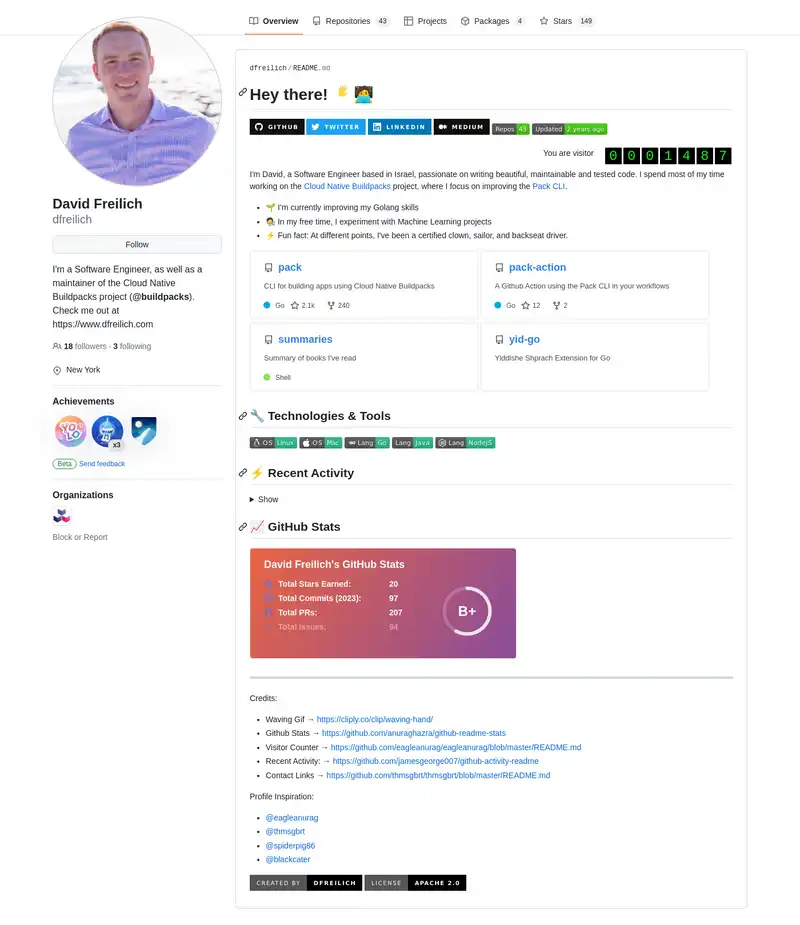 Overview Repositories 43 Projects Packages 4 Stars 149
David Freilich
dfreilich
Follow
I'm a Software Engineer, as well as a
maintainer of the Cloud Native
Buildpacks project (@buildpacks).
Check me out at
https://www.dfreilich.com
18 followers · 3 following
New York
Achievements
YOLO
x3
Beta Send feedback
Organizations
Block or Report
dfreilich/README.md
Hey there! 
GITHUB TWITTER LINKEDIN MEDIUM Repos 43 Updated 2 years ago
You are visitor 0001487
I'm David, a Software Engineer based in Israel, passionate on writing beautiful, maintainable and tested code. I spend most of my time
working on the Cloud Native Buildpacks project, where I focus on improving the Pack CLI.
• 🌱 I'm currently improving my Golang skills
• In my free time, I experiment with Machine Learning projects
• ⚡ Fun fact: At different points, I've been a certified clown, sailor, and backseat driver.
pack
CLI for building apps using Cloud Native Buildpacks
Go 2.1k 240
pack-action
A Github Action using the Pack CLI in your workflows
Go 12 2
summaries
Summary of books I've read
Shell
yid-go
Yiddishe Shprach Extension for Go
🔧 Technologies & Tools
OS Linux OS Mac Lang Go Lang Java Lang NodeJS
⚡ Recent Activity
▶ Show
📈 GitHub Stats
David Freilich's GitHub Stats
Total Stars Earned: 20
Total Commits (2023): 97
Total PRs: 207
Total Issues: 94
B+
Credits:
• Waving Gif → https://cliply.co/clip/waving-hand/
• Github Stats → https://github.com/anuraghazra/github-readme-stats
• Visitor Counter → https://github.com/eagleanurag/eagleanurag/blob/master/README.md
• Recent Activity: → https://github.com/jamesgeorge007/github-activity-readme
• Contact Links → https://github.com/thmsgbrt/thmsgbrt/blob/master/README.md
Profile Inspiration:
• @eagleanurag
• @thmsgbrt
• @spiderpig86
• @blackcater
CREATED BY DFREILICH LICENSE APACHE 2.0